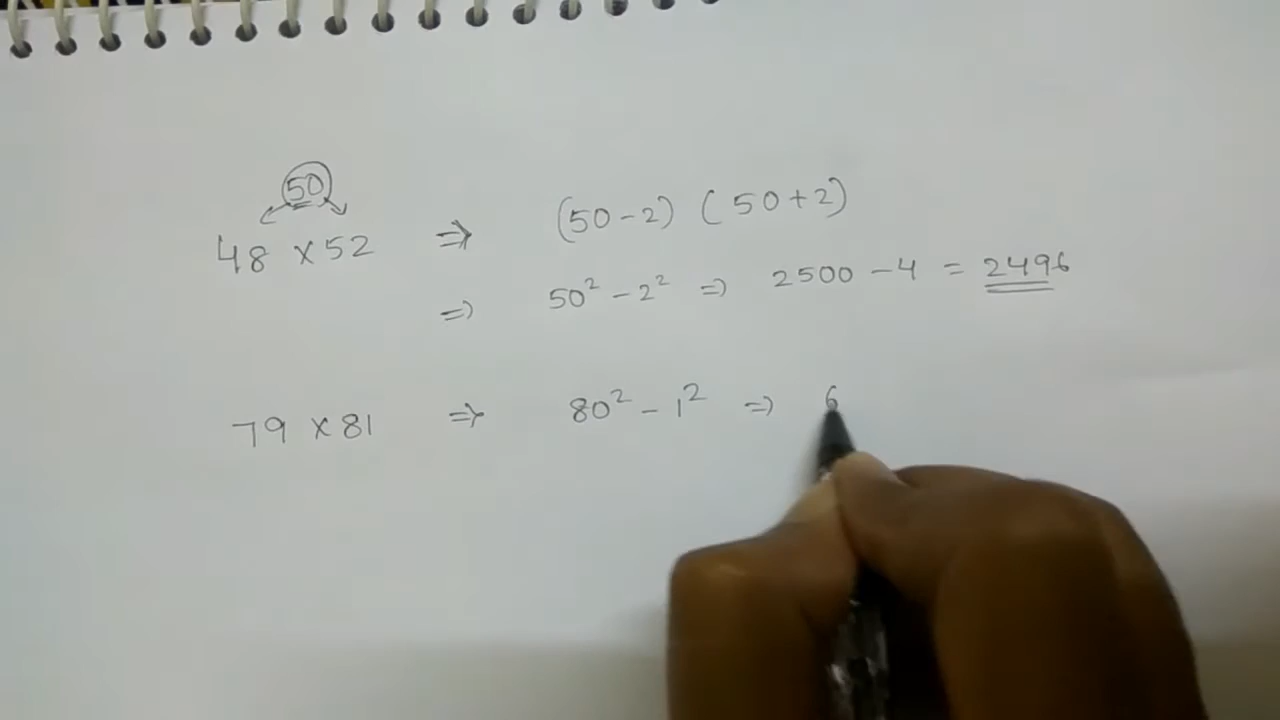 50
48 × 52 ⇒ (50 - 2) (50 + 2)
⇒ 50² - 2² ⇒ 2500 - 4 = 2496
79 × 81 ⇒ 80² - 1² ⇒ 6